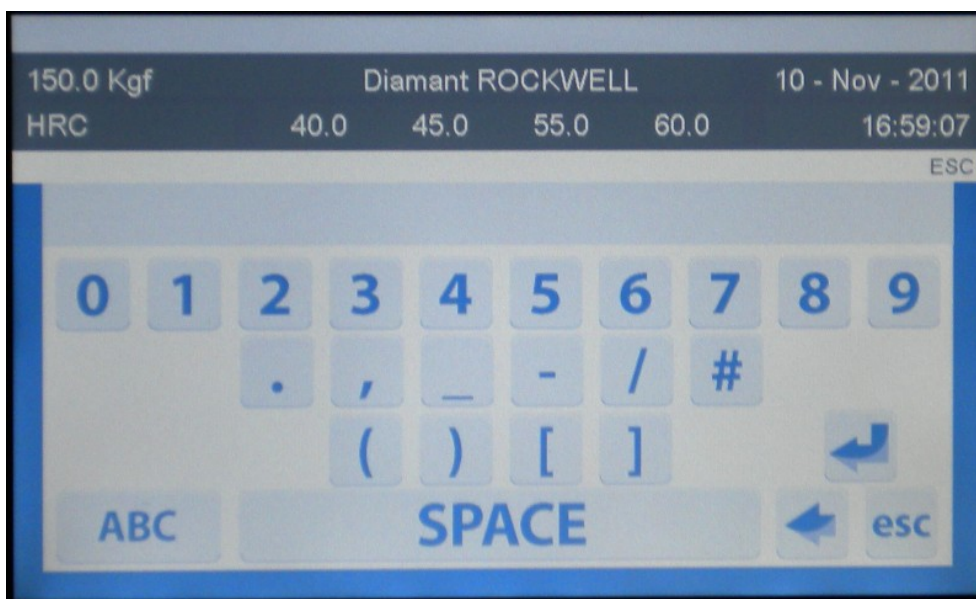 150.0 Kgf Diamant ROCKWELL 10 - Nov - 2011
HRC 40.0 45.0 55.0 60.0 16:59:07
ESC
0 1 2 3 4 5 6 7 8 9
. , _ - / #
( ) [ ]
ABC SPACE esc